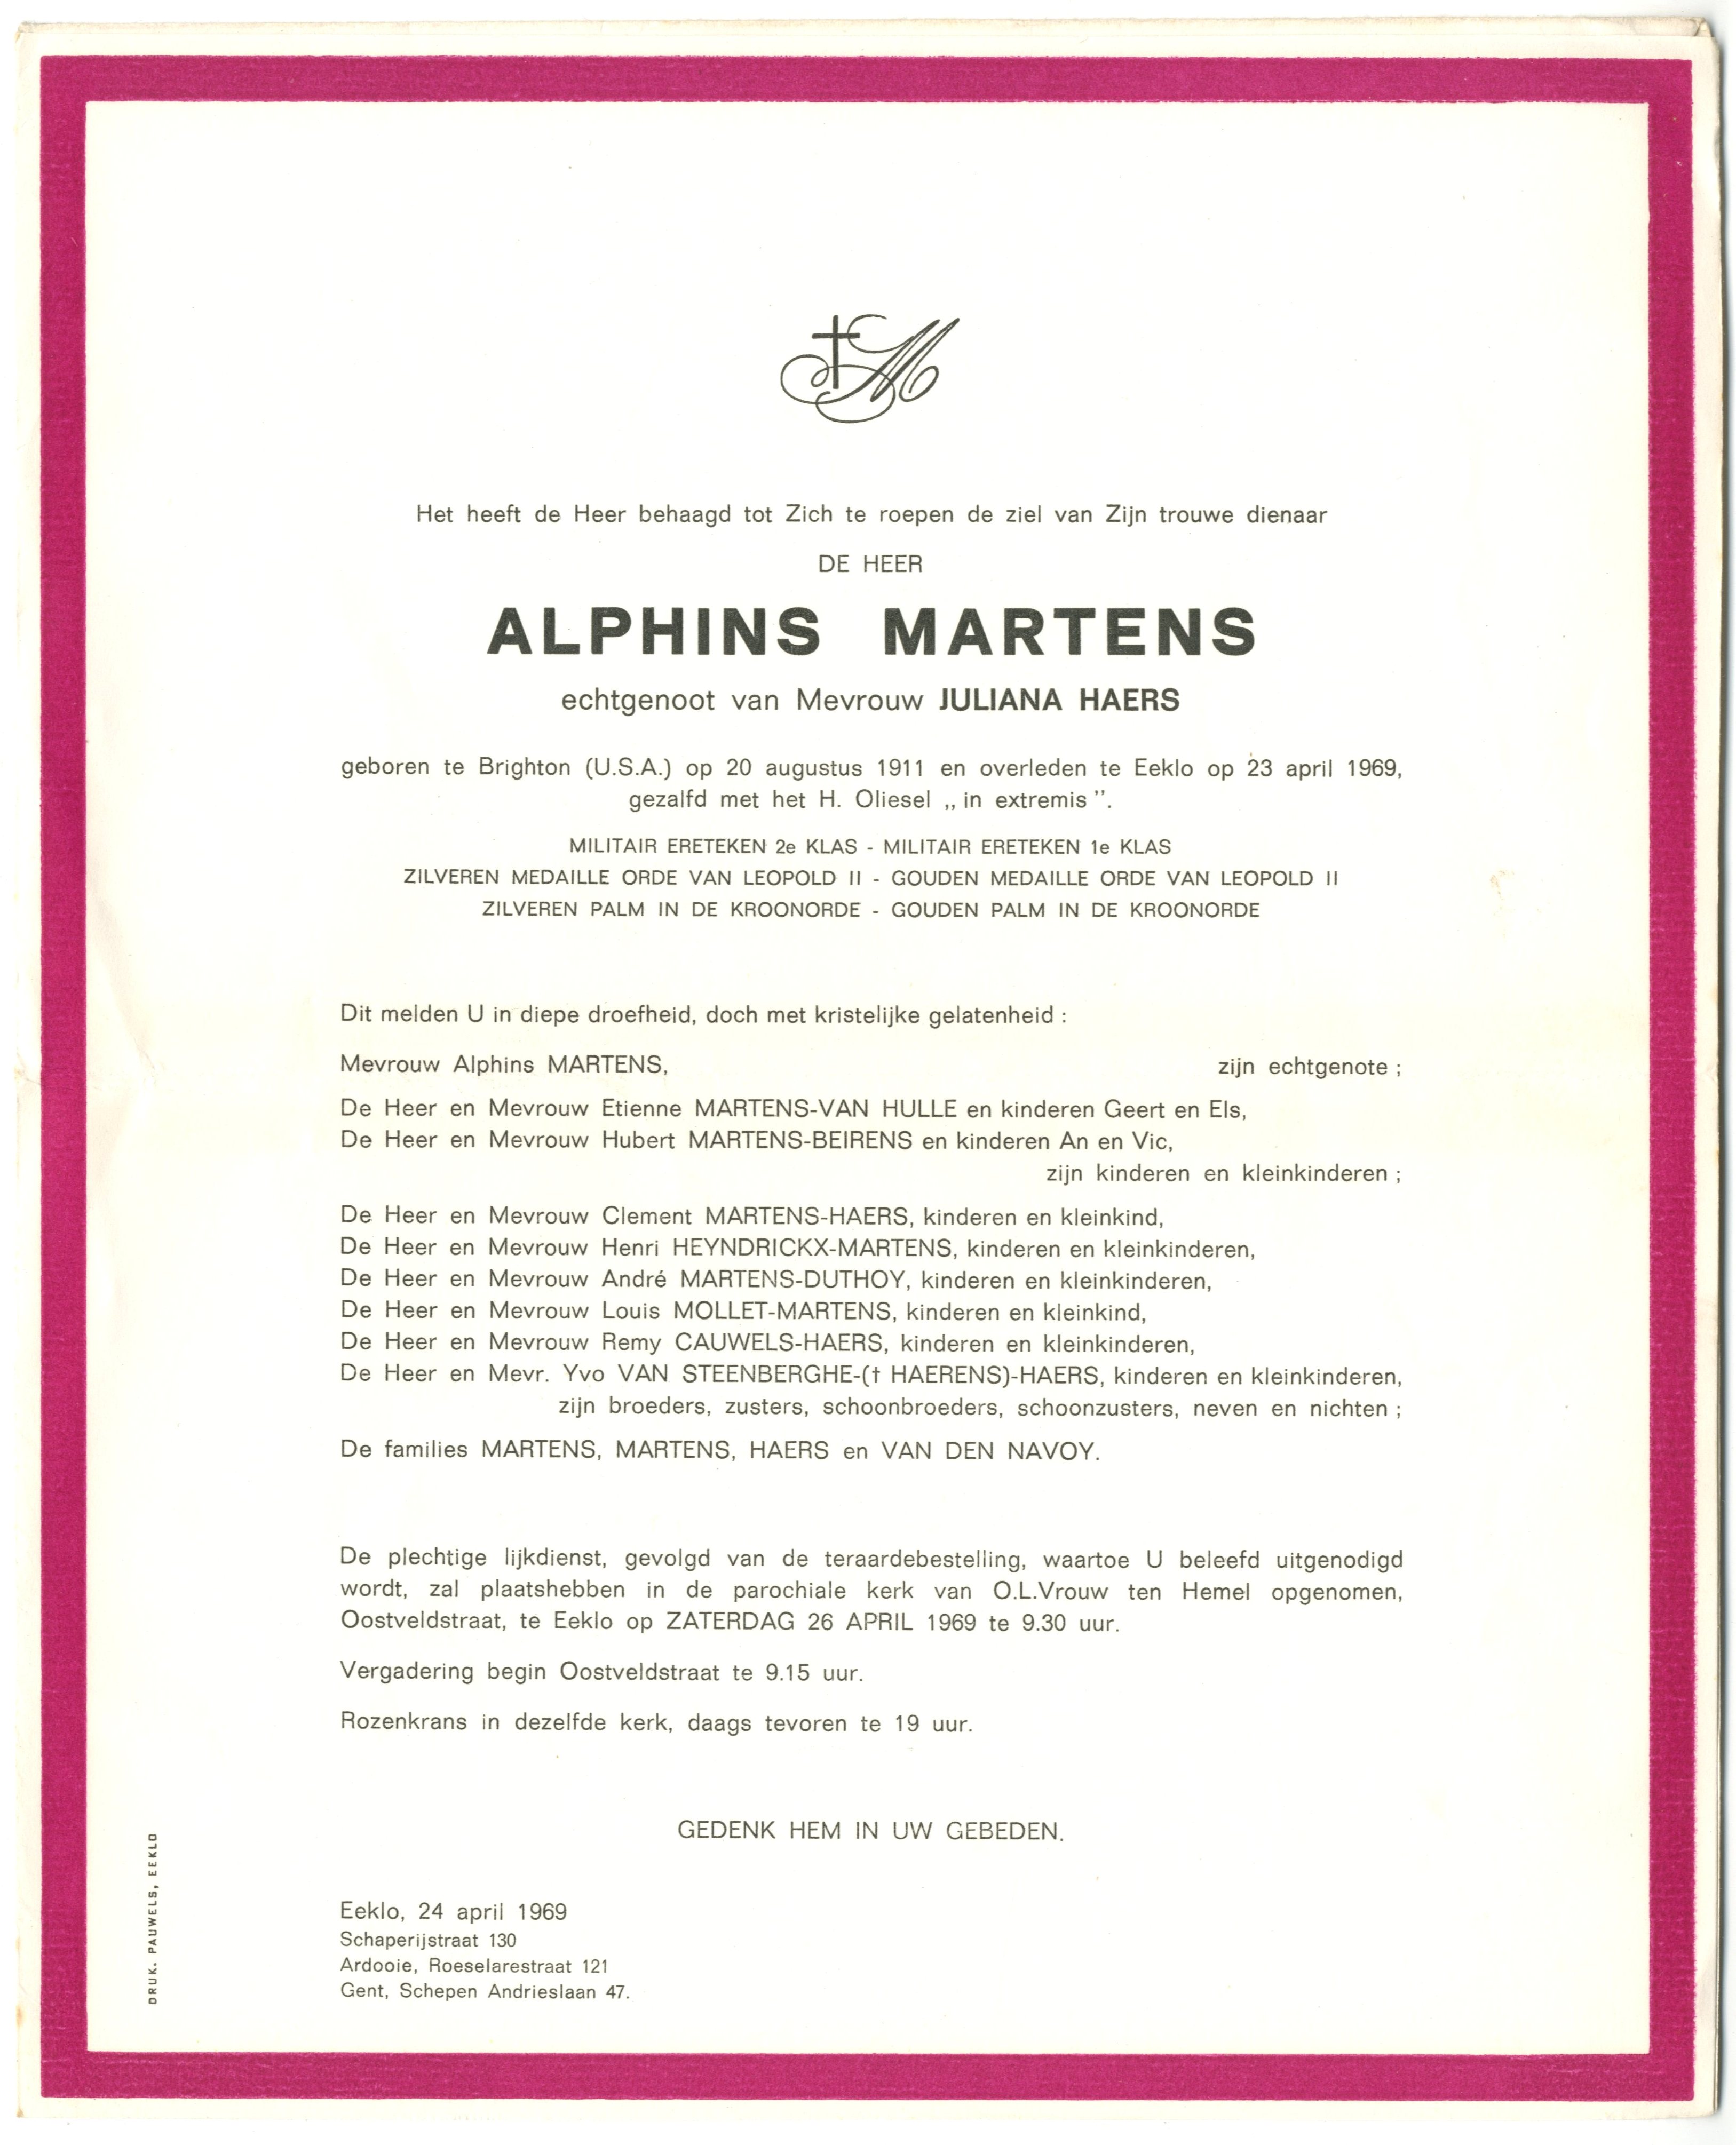 M
Het heeft de Heer behaagd tot Zich te roepen de ziel van Zijn trouwe dienaar
DE HEER
ALPHINS MARTENS
echtgenoot van Mevrouw JULIANA HAERS
geboren te Brighton (U.S.A.) op 20 augustus 1911 en overleden te Eeklo op 23 april 1969,
gezalfd met het H. Oliesel „ in extremis ”.
MILITAIR ERETEKEN 2e KLAS - MILITAIR ERETEKEN 1e KLAS
ZILVEREN MEDAILLE ORDE VAN LEOPOLD II - GOUDEN MEDAILLE ORDE VAN LEOPOLD II
ZILVEREN PALM IN DE KROONORDE - GOUDEN PALM IN DE KROONORDE
Dit melden U in diepe droefheid, doch met kristelijke gelatenheid :
Mevrouw Alphins MARTENS, zijn echtgenote ;
De Heer en Mevrouw Etienne MARTENS-VAN HULLE en kinderen Geert en Els,
De Heer en Mevrouw Hubert MARTENS-BEIRENS en kinderen An en Vic,
zijn kinderen en kleinkinderen ;
De Heer en Mevrouw Clement MARTENS-HAERS, kinderen en kleinkind,
De Heer en Mevrouw Henri HEYNDRICKX-MARTENS, kinderen en kleinkinderen,
De Heer en Mevrouw André MARTENS-DUTHOY, kinderen en kleinkinderen,
De Heer en Mevrouw Louis MOLLET-MARTENS, kinderen en kleinkind,
De Heer en Mevrouw Remy CAUWELS-HAERS, kinderen en kleinkinderen,
De Heer en Mevr. Yvo VAN STEENBERGHE-(† HAERENS)-HAERS, kinderen en kleinkinderen,
zijn broeders, zusters, schoonbroeders, schoonzusters, neven en nichten ;
De families MARTENS, MARTENS, HAERS en VAN DEN NAVOY.
De plechtige lijkdienst, gevolgd van de teraardebestelling, waartoe U beleefd uitgenodigd
wordt, zal plaatshebben in de parochiale kerk van O.L.Vrouw ten Hemel opgenomen,
Oostveldstraat, te Eeklo op ZATERDAG 26 APRIL 1969 te 9.30 uur.
Vergadering begin Oostveldstraat te 9.15 uur.
Rozenkrans in dezelfde kerk, daags tevoren te 19 uur.
GEDENK HEM IN UW GEBEDEN.
Eeklo, 24 april 1969
Schaperijstraat 130
Ardooie, Roeselarestraat 121
Gent, Schepen Andrieslaan 47.
DRUK. PAUWELS, EEKLO